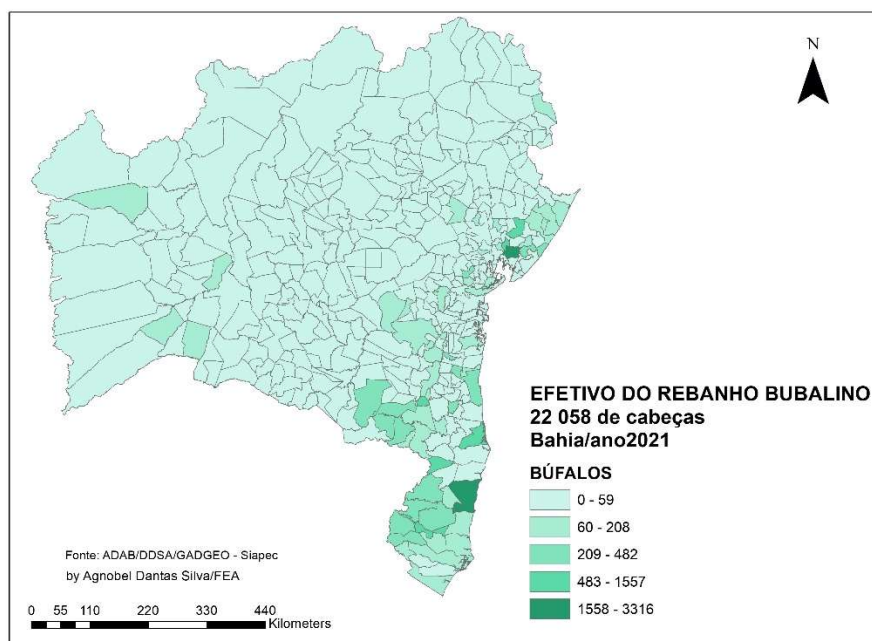 N
EFETIVO DO REBANHO BUBALINO
22 058 de cabeças
Bahia/ano2021
BÚFALOS
0 - 59
60 - 208
209 - 482
483 - 1557
1558 - 3316
Fonte: ADAB/DDSA/GADGEO - Siapec
by Agnobel Dantas Silva/FEA
0 55 110 220 330 440
Kilometers